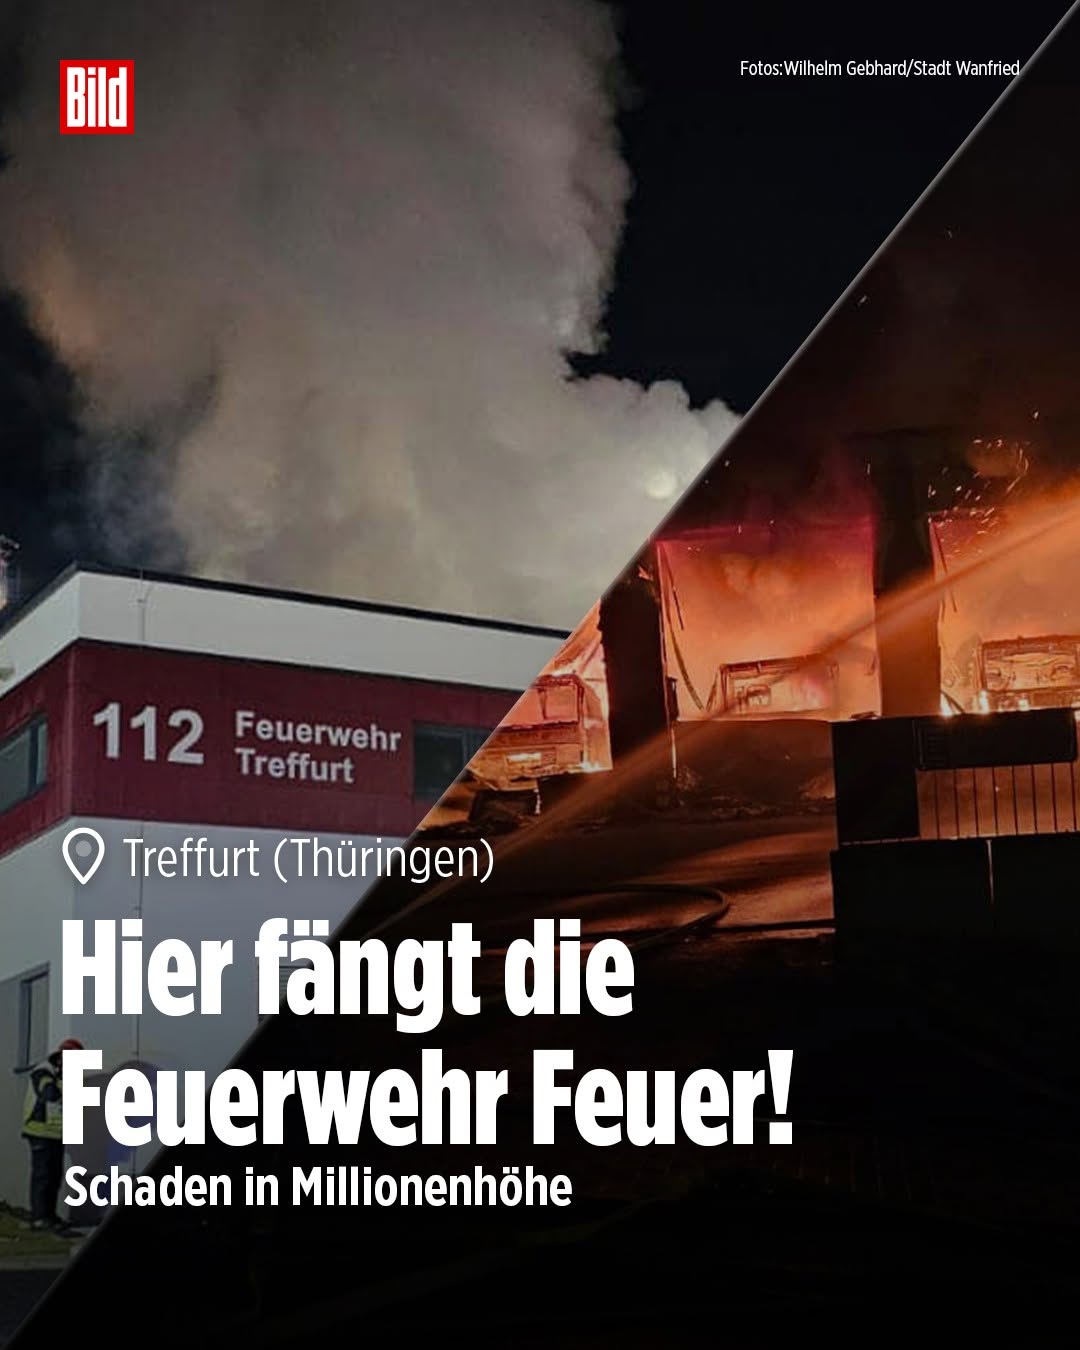 Bild
Fotos:Wilhelm Gebhard/Stadt Wanfried
112 Feuerwehr
Treffurt
Treffurt (Thüringen)
Hier fängt die
Feuerwehr Feuer!
Schaden in Millionenhöhe